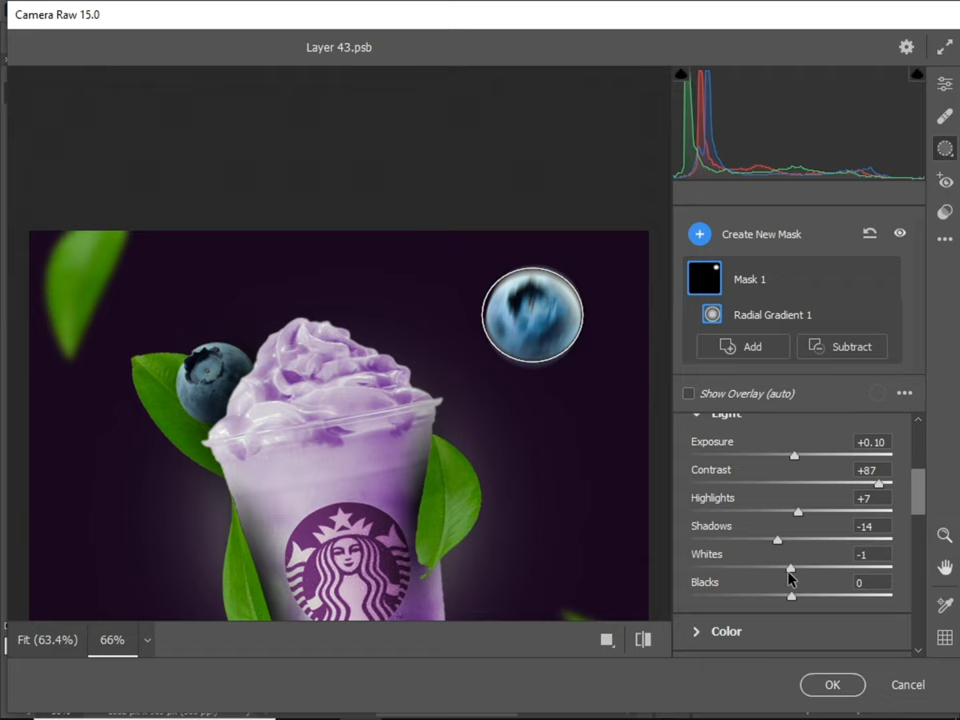 Camera Raw 15.0
Layer 43.psb
Create New Mask
Mask 1
Radial Gradient 1
Add
Subtract
Show Overlay (auto)
Light
Exposure
+0.10
Contrast
+87
Highlights
+7
Shadows
-14
Whites
-1
Blacks
0
Color
Fit (63.4%)
66%
OK
Cancel